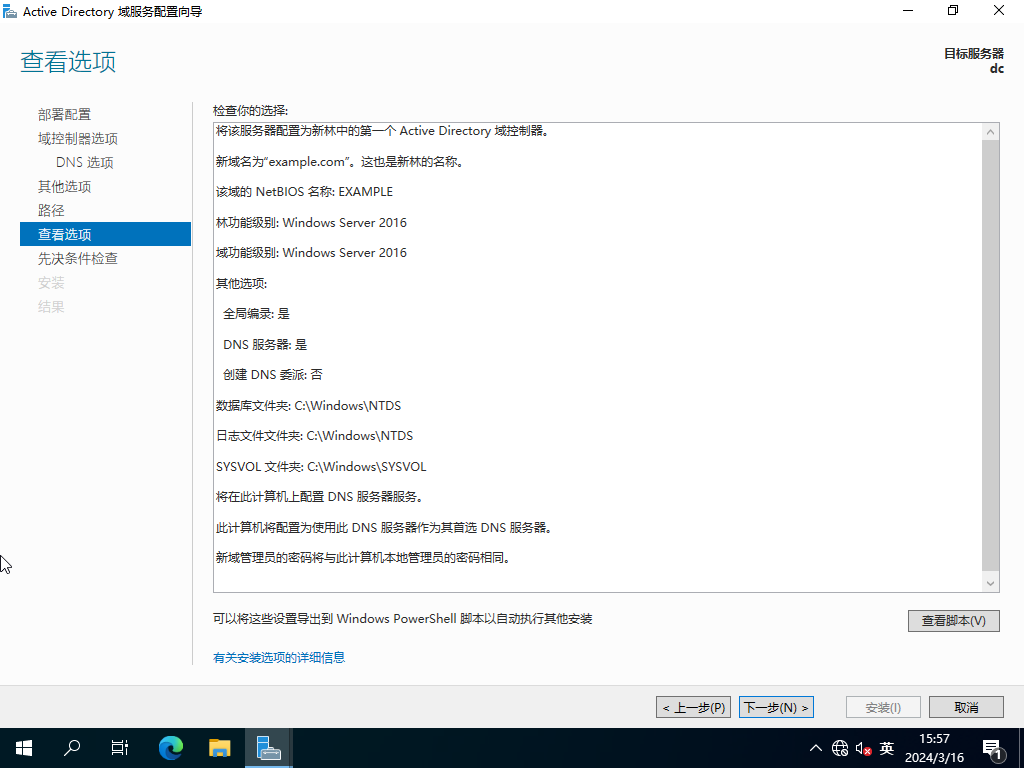 Active Directory 域服务配置向导
查看选项
目标服务器
dc
部署配置
域控制器选项
DNS 选项
其他选项
路径
查看选项
先决条件检查
安装
结果
检查你的选择:
将该服务器配置为新林中的第一个 Active Directory 域控制器。
新域名为"example.com"。这也是新林的名称。
该域的 NetBIOS 名称: EXAMPLE
林功能级别: Windows Server 2016
域功能级别: Windows Server 2016
其他选项:
全局编录: 是
DNS 服务器: 是
创建 DNS 委派: 否
数据库文件夹: C:\Windows\NTDS
日志文件文件夹: C:\Windows\NTDS
SYSVOL 文件夹: C:\Windows\SYSVOL
将在此计算机上配置 DNS 服务器服务。
此计算机将配置为使用此 DNS 服务器作为其首选 DNS 服务器。
新域管理员的密码将与此计算机本地管理员的密码相同。
可以将这些设置导出到 Windows PowerShell 脚本以自动执行其他安装
查看脚本(V)
有关安装选项的详细信息
< 上一步(P)
下一步(N) >
安装(I)
取消
英
15:57
2024/3/16
1